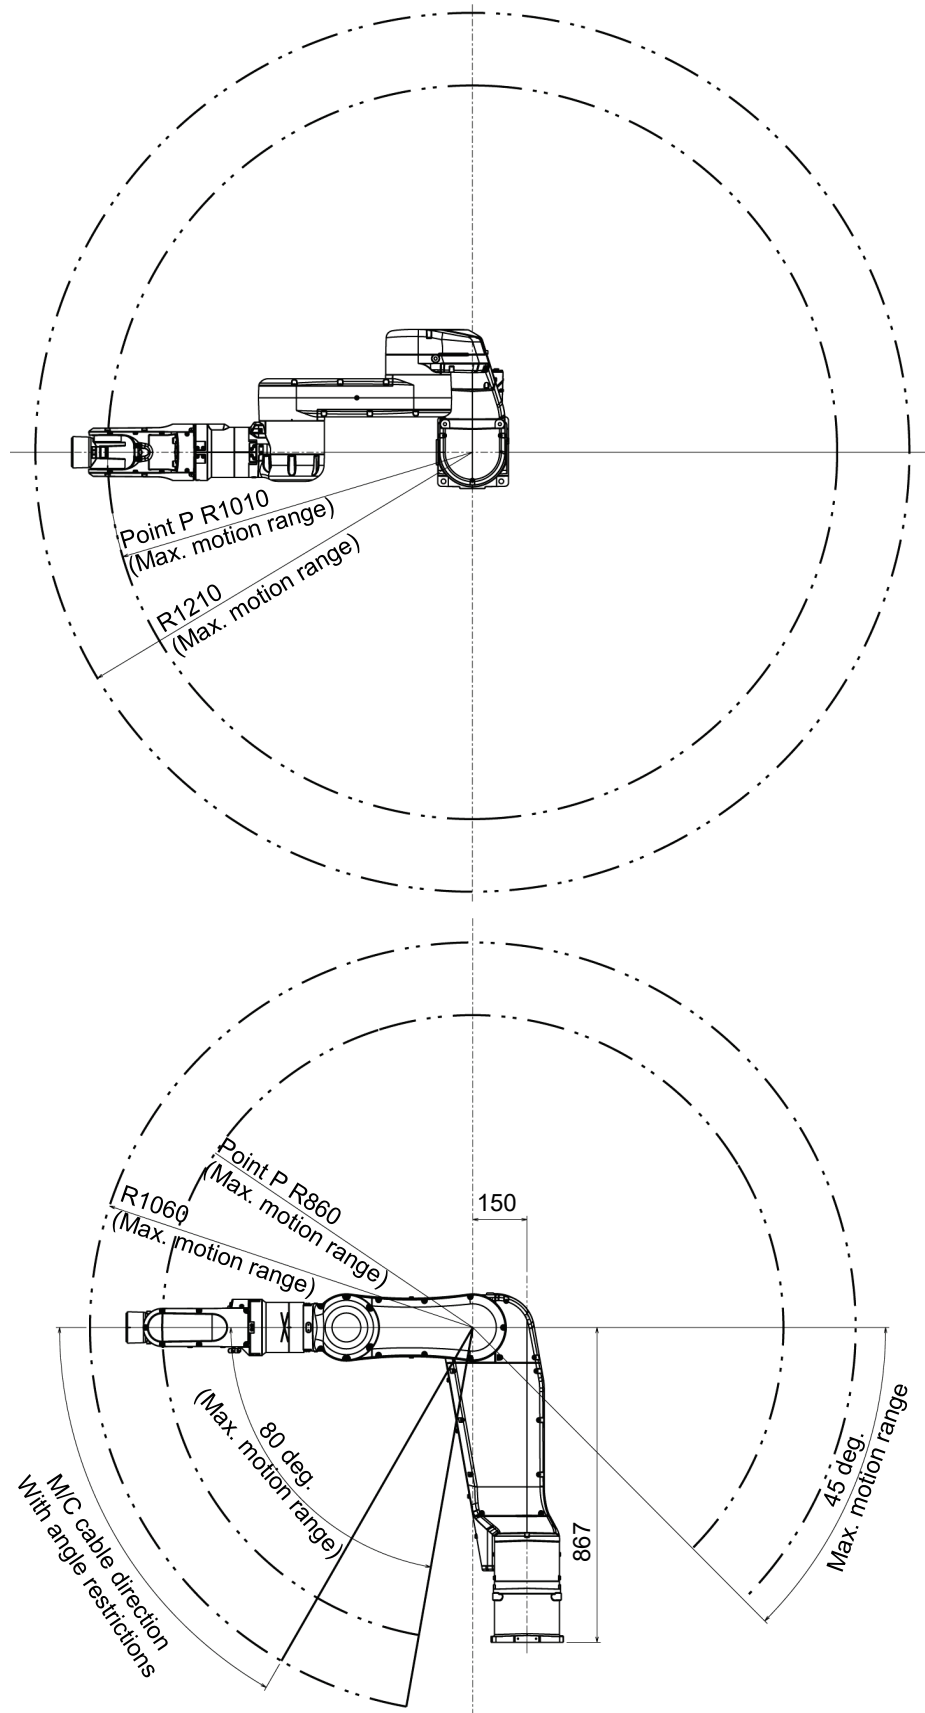 Point P R1010
(Max. motion range)
R1210
(Max. motion range)
Point P R860
(Max. motion range)
R1060
(Max. motion range)
150
80 deg.
(Max. motion range)
45 deg.
Max. motion range
867
M/C cable direction
With angle restrictions